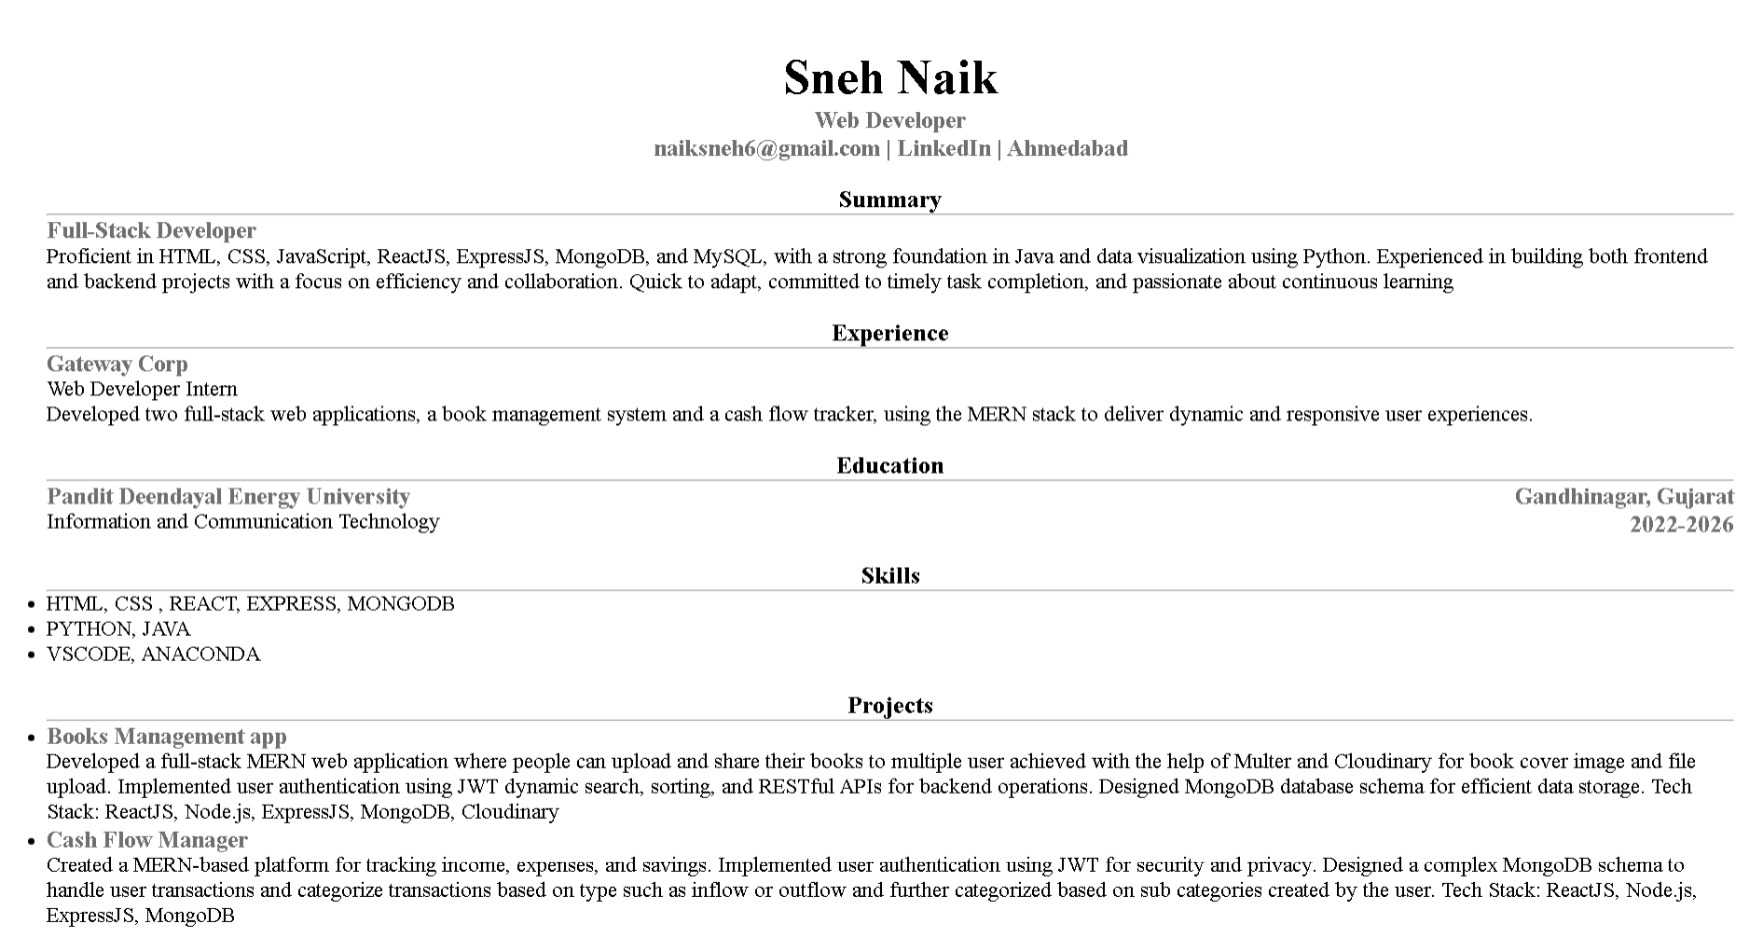 Sneh Naik
Web Developer
naiksneh6@gmail.com | LinkedIn | Ahmedabad
Summary
Full-Stack Developer
Proficient in HTML, CSS, JavaScript, ReactJS, ExpressJS, MongoDB, and MySQL, with a strong foundation in Java and data visualization using Python. Experienced in building both frontend
and backend projects with a focus on efficiency and collaboration. Quick to adapt, committed to timely task completion, and passionate about continuous learning
Experience
Gateway Corp
Web Developer Intern
Developed two full-stack web applications, a book management system and a cash flow tracker, using the MERN stack to deliver dynamic and responsive user experiences.
Education
Pandit Deendayal Energy University Gandhinagar, Gujarat
Information and Communication Technology 2022-2026
Skills
• HTML, CSS , REACT, EXPRESS, MONGODB
• PYTHON, JAVA
• VSCODE, ANACONDA
Projects
• Books Management app
Developed a full-stack MERN web application where people can upload and share their books to multiple user achieved with the help of Multer and Cloudinary for book cover image and file
upload. Implemented user authentication using JWT dynamic search, sorting, and RESTful APIs for backend operations. Designed MongoDB database schema for efficient data storage. Tech
Stack: ReactJS, Node.js, ExpressJS, MongoDB, Cloudinary
• Cash Flow Manager
Created a MERN-based platform for tracking income, expenses, and savings. Implemented user authentication using JWT for security and privacy. Designed a complex MongoDB schema to
handle user transactions and categorize transactions based on type such as inflow or outflow and further categorized based on sub categories created by the user. Tech Stack: ReactJS, Node.js,
ExpressJS, MongoDB